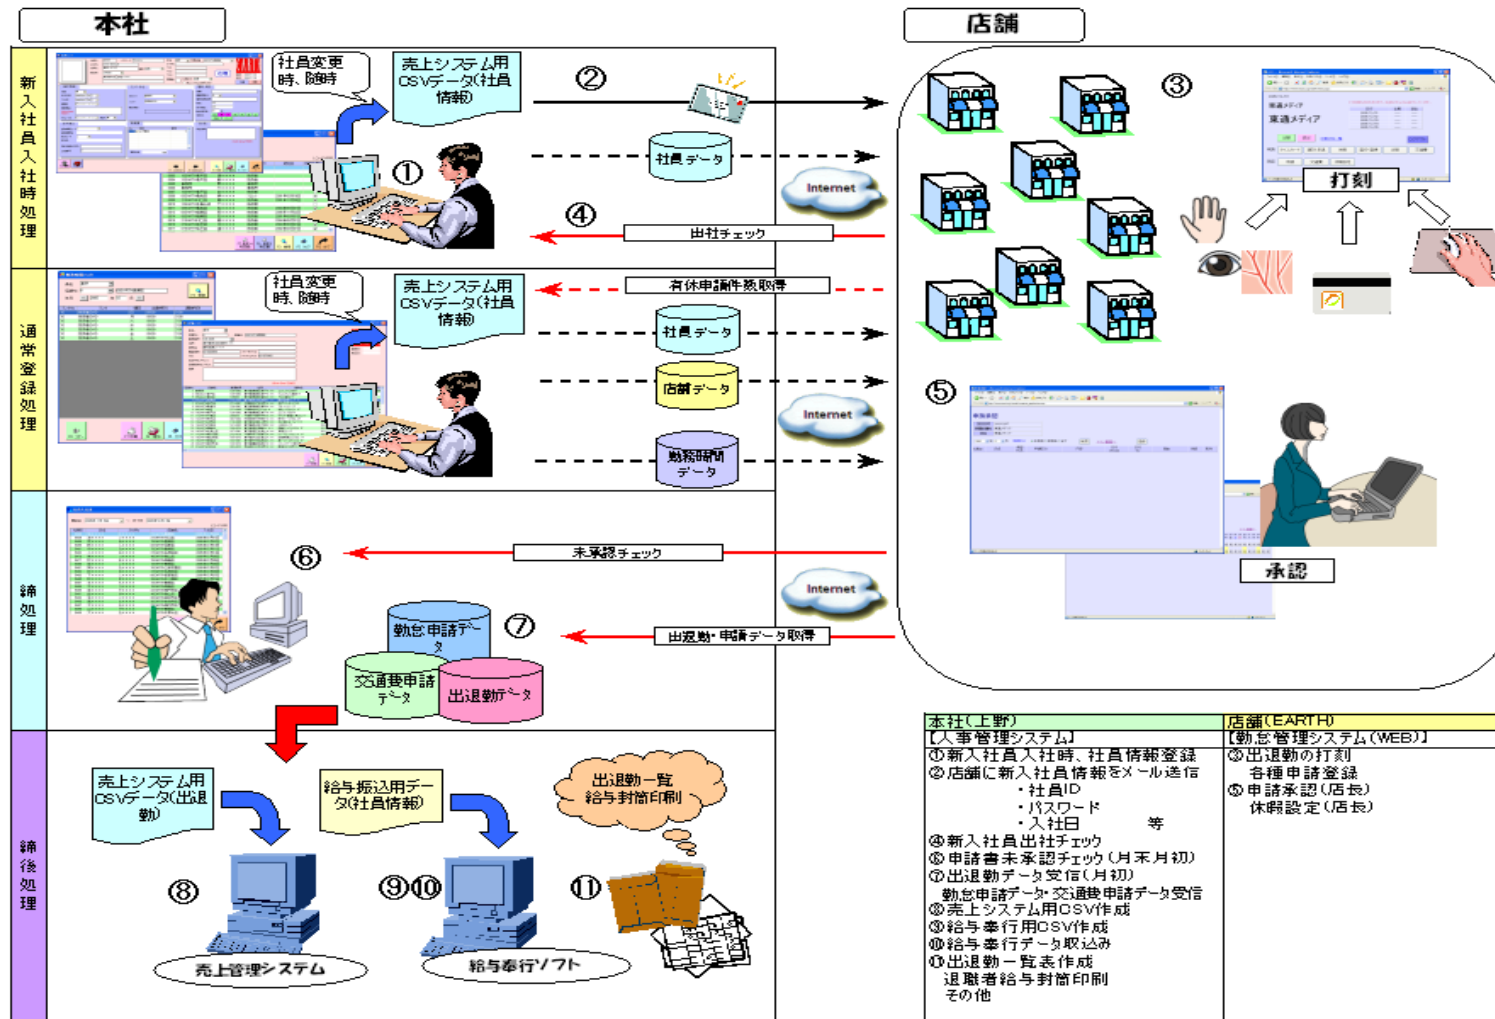 本社
店舗
新入社員入社時処理
社員変更
時、随時
売上システム用
CSVデータ(社員
情報)
②
①
社員データ
Internet
④
出社チェック
③
東通メディア
東通メディア
打刻
通常登録処理
社員変更
時、随時
売上システム用
CSVデータ(社員
情報)
有休申請件数取得
社員データ
店舗データ
Internet
勤務時間
データ
⑤
承認
締処理
⑥
未承認チェック
Internet
⑦
勤怠申請デー
タ
出退勤・申請データ取得
交通費申請
データ
出退勤データ
締後処理
売上システム用
CSVデータ(出退
勤)
給与振込用デー
タ(社員情報)
出退勤一覧
給与封筒印刷
⑧
⑨⑩
⑪
売上管理システム
給与奉行ソフト
本社(上野)
【人事管理システム】
①新入社員入社時、社員情報登録
②店舗に新入社員情報をメール送信
・社員ID
・パスワード
・入社日　　等
④新入社員出社チェック
⑥申請書未承認チェック(月末月初)
⑦出退勤データ受信(月初)
勤怠申請データ・交通費申請データ受信
⑧売上システム用CSV作成
⑨給与奉行用CSV作成
⑩給与奉行データ取込み
⑪出退勤一覧表作成
退職者給与封筒印刷
その他
店舗(EARTH)
【勤怠管理システム(WEB)】
③出退勤の打刻
各種申請登録
⑤申請承認(店長)
休暇設定(店長)